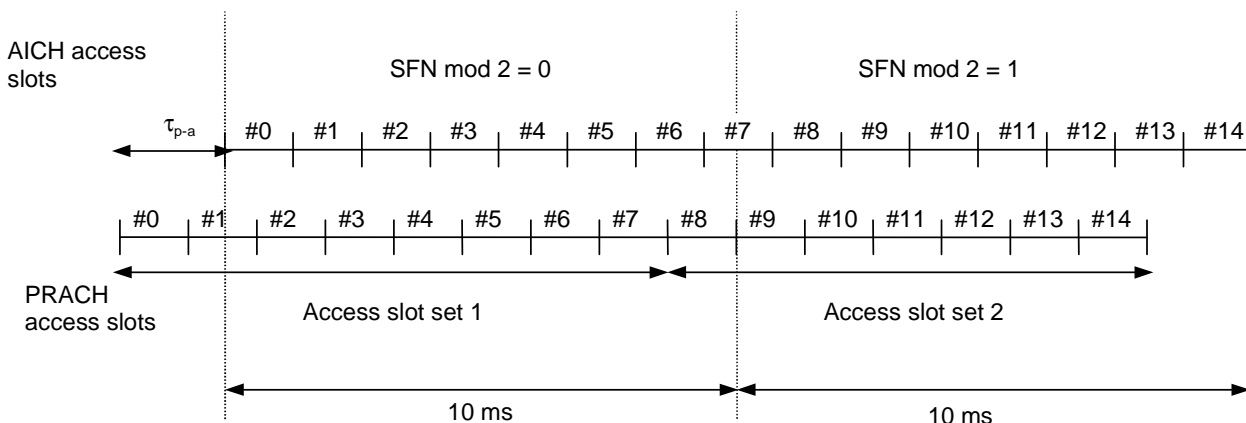 AICH access
slots
SFN mod 2 = 0
SFN mod 2 = 1
τp-a
#0 #1 #2 #3 #4 #5 #6 #7 #8 #9 #10 #11 #12 #13 #14
#0 #1 #2 #3 #4 #5 #6 #7 #8 #9 #10 #11 #12 #13 #14
PRACH
access slots
Access slot set 1
Access slot set 2
10 ms
10 ms